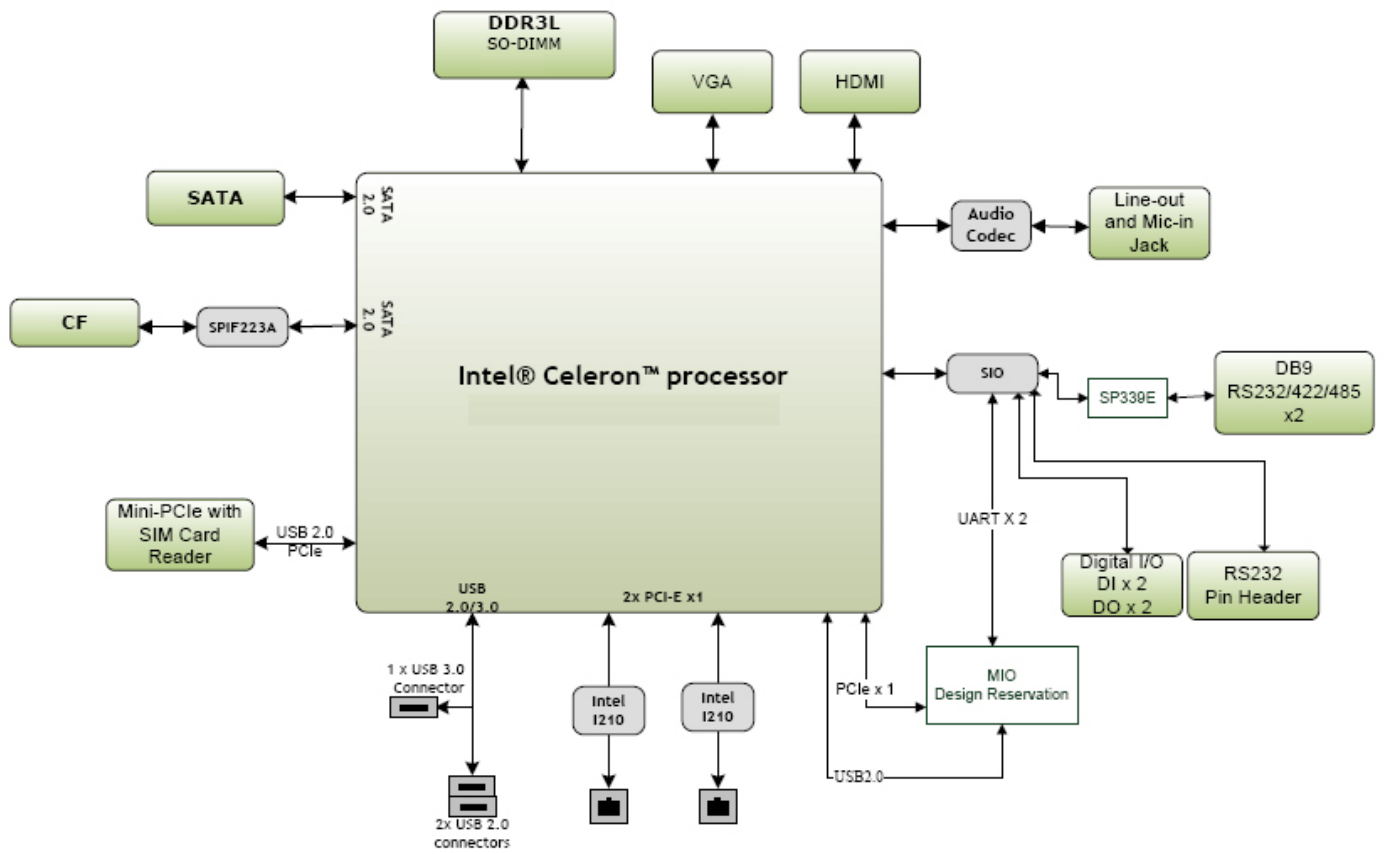 DDR3L
SO-DIMM
VGA
HDMI
SATA
SATA
2.0
Audio
Codec
Line-out
and Mic-in
Jack
CF
SPIF223A
SATA
2.0
Intel® Celeron™ processor
SIO
SP339E
DB9
RS232/422/485
x2
Mini-PCIe with
SIM Card
Reader
USB 2.0
PCIe
UART X 2
Digital I/O
DI x 2
DO x 2
RS232
Pin Header
USB
2.0/3.0
2x PCI-E x1
1 x USB 3.0
Connector
Intel
I210
Intel
I210
PCIe x 1
MIO
Design Reservation
USB2.0
2x USB 2.0
connectors